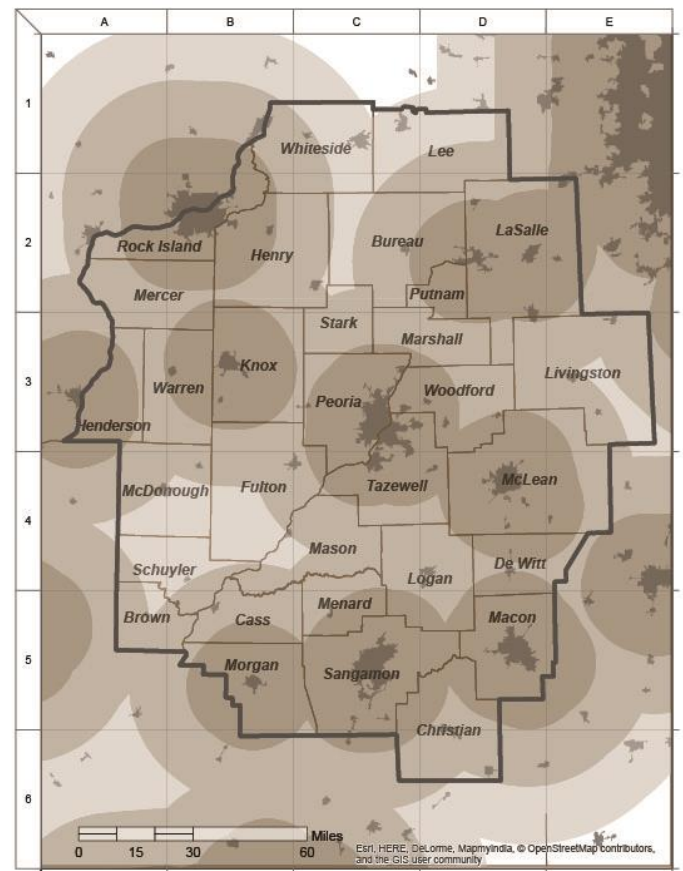 A B C D E
1
Whiteside Lee
2
Rock Island Henry Bureau LaSalle
Mercer Putnam
Stark Marshall
3
Warren Knox Peoria Woodford Livingston
Henderson
4
McDonough Fulton Tazewell McLean
Mason
Schuyler Logan De Witt
Brown Cass Menard Macon
5
Morgan Sangamon
Christian
6
Miles
0 15 30 60
Esri, HERE, DeLorme, MapmyIndia, © OpenStreetMap contributors,
and the GIS user community